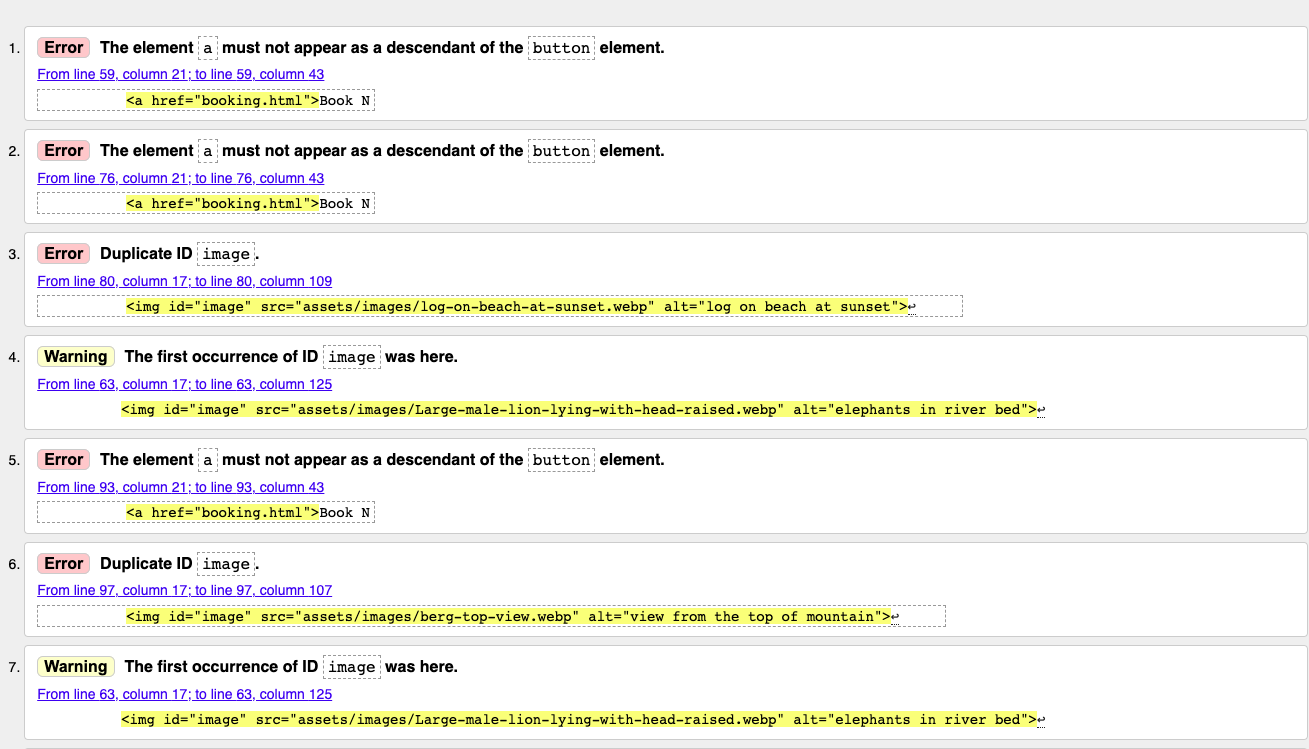 1. Error The element a must not appear as a descendant of the button element.
From line 59, column 21; to line 59, column 43
<a href="booking.html">Book N
2. Error The element a must not appear as a descendant of the button element.
From line 76, column 21; to line 76, column 43
<a href="booking.html">Book N
3. Error Duplicate ID image.
From line 80, column 17; to line 80, column 109
<img id="image" src="assets/images/log-on-beach-at-sunset.webp" alt="log on beach at sunset">↩
4. Warning The first occurrence of ID image was here.
From line 63, column 17; to line 63, column 125
<img id="image" src="assets/images/Large-male-lion-lying-with-head-raised.webp" alt="elephants in river bed">↩
5. Error The element a must not appear as a descendant of the button element.
From line 93, column 21; to line 93, column 43
<a href="booking.html">Book N
6. Error Duplicate ID image.
From line 97, column 17; to line 97, column 107
<img id="image" src="assets/images/berg-top-view.webp" alt="view from the top of mountain">↩
7. Warning The first occurrence of ID image was here.
From line 63, column 17; to line 63, column 125
<img id="image" src="assets/images/Large-male-lion-lying-with-head-raised.webp" alt="elephants in river bed">↩